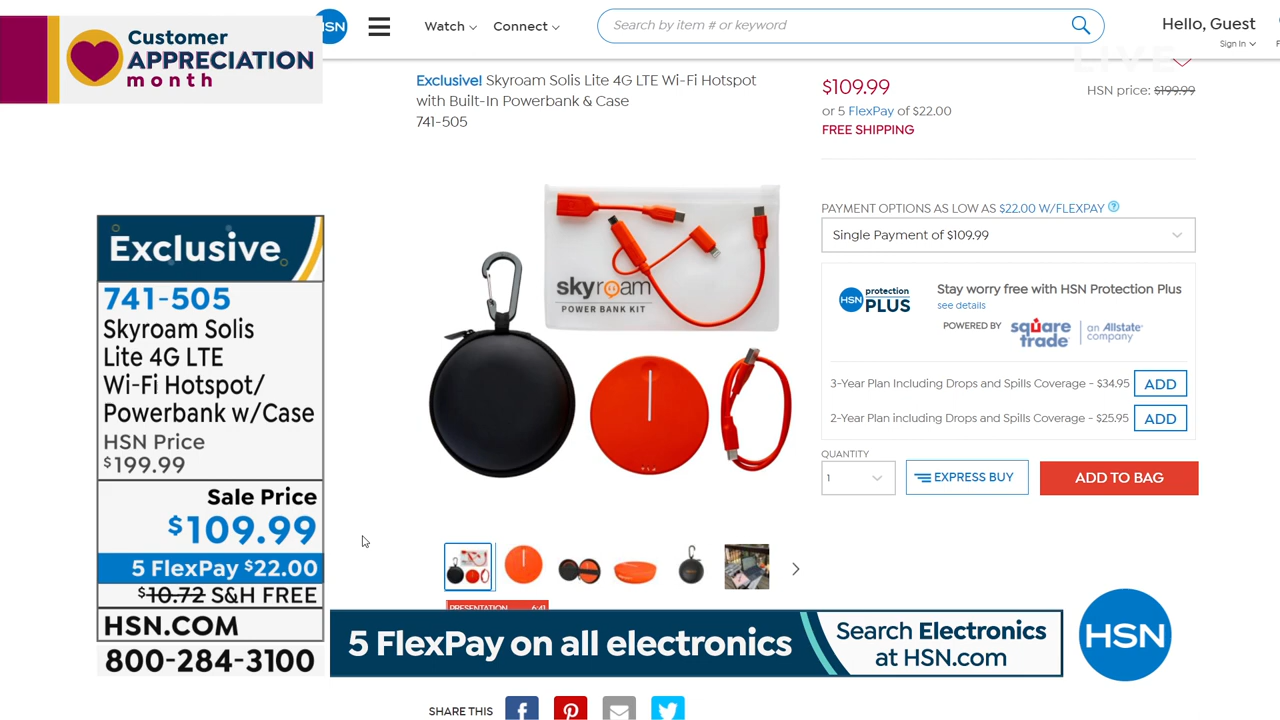 Customer
APPRECIATION
month
HSN
Watch
Connect
Search by item # or keyword
Hello, Guest
Sign In
LIVE
Exclusive! Skyroam Solis Lite 4G LTE Wi-Fi Hotspot
with Built-In Powerbank & Case
741-505
$109.99
HSN price: $199.99
or 5 FlexPay of $22.00
FREE SHIPPING
PAYMENT OPTIONS AS LOW AS $22.00 W/FLEXPAY ?
Single Payment of $109.99
skyroam
POWER BANK KIT
HSN protection PLUS
Stay worry free with HSN Protection Plus
see details
POWERED BY square trade | an Allstate company
3-Year Plan Including Drops and Spills Coverage - $34.95 ADD
2-Year Plan including Drops and Spills Coverage - $25.95 ADD
QUANTITY
1
EXPRESS BUY
ADD TO BAG
Exclusive
741-505
Skyroam Solis
Lite 4G LTE
Wi-Fi Hotspot/
Powerbank w/Case
HSN Price
$199.99
Sale Price
$109.99
5 FlexPay $22.00
$10.72 S&H FREE
HSN.COM
800-284-3100
PRESENTATION 6:41
5 FlexPay on all electronics
Search Electronics
at HSN.com
HSN
SHARE THIS